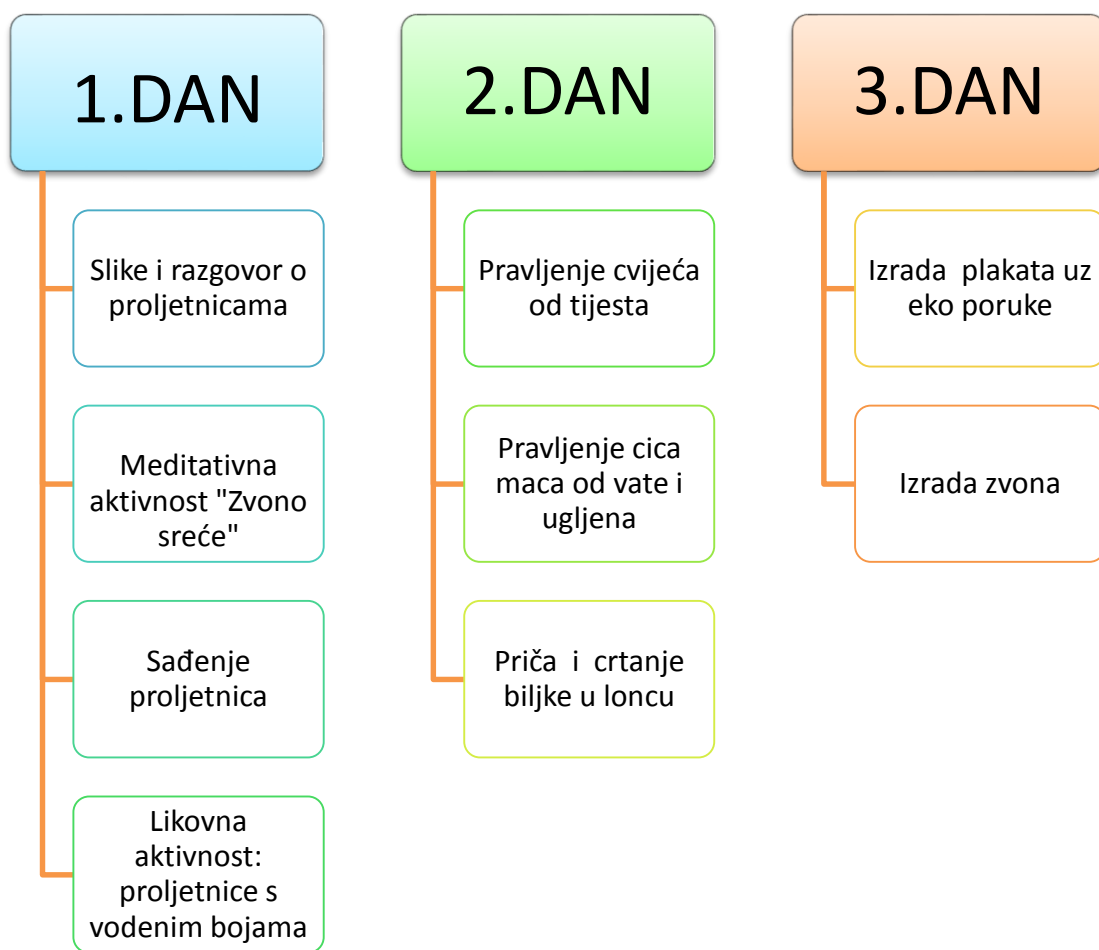 1.DAN
Slike i razgovor o
proljetnicama
Meditativna
aktivnost "Zvono
sreće"
Sađenje
proljetnica
Likovna
aktivnost:
proljetnice s
vodenim bojama
2.DAN
Pravljenje cvijeća
od tijesta
Pravljenje cica
maca od vate i
ugljena
Priča i crtanje
biljke u loncu
3.DAN
Izrada plakata uz
eko poruke
Izrada zvona